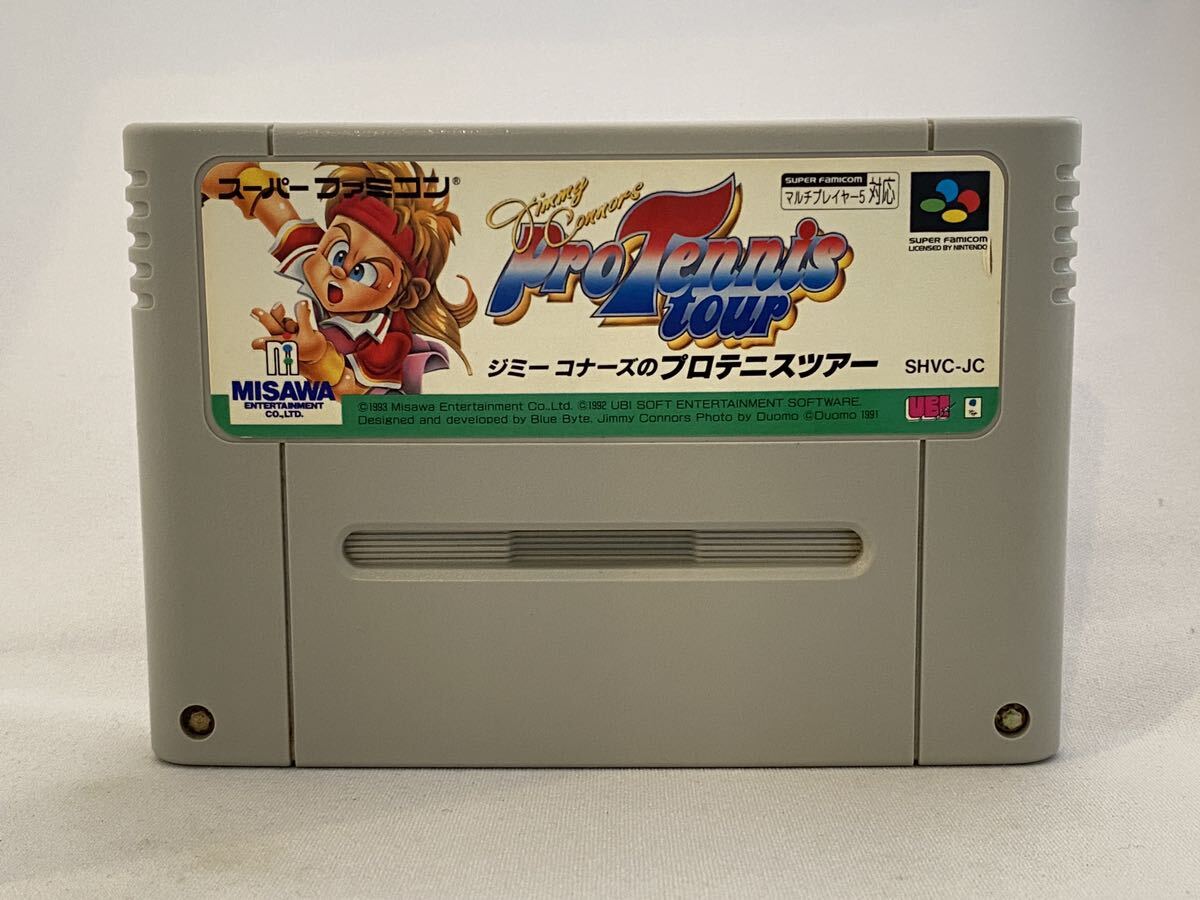 スーパーファミコン®
Jimmy
Connors
Pro Tennis
tour
SUPER FAMICOM
マルチプレイヤー5 対応
SUPER FAMICOM
LICENSED BY NINTENDO
ジミー コナーズのプロテニスツアー
SHVC-JC
m
MISAWA
ENTERTAINMENT
CO.,LTD.
©1993 Misawa Entertainment Co., Ltd. ©1992 UBI SOFT ENTERTAINMENT SOFTWARE.
Designed and developed by Blue Byte. Jimmy Connors Photo by Duomo ©Duomo 1991
UBI